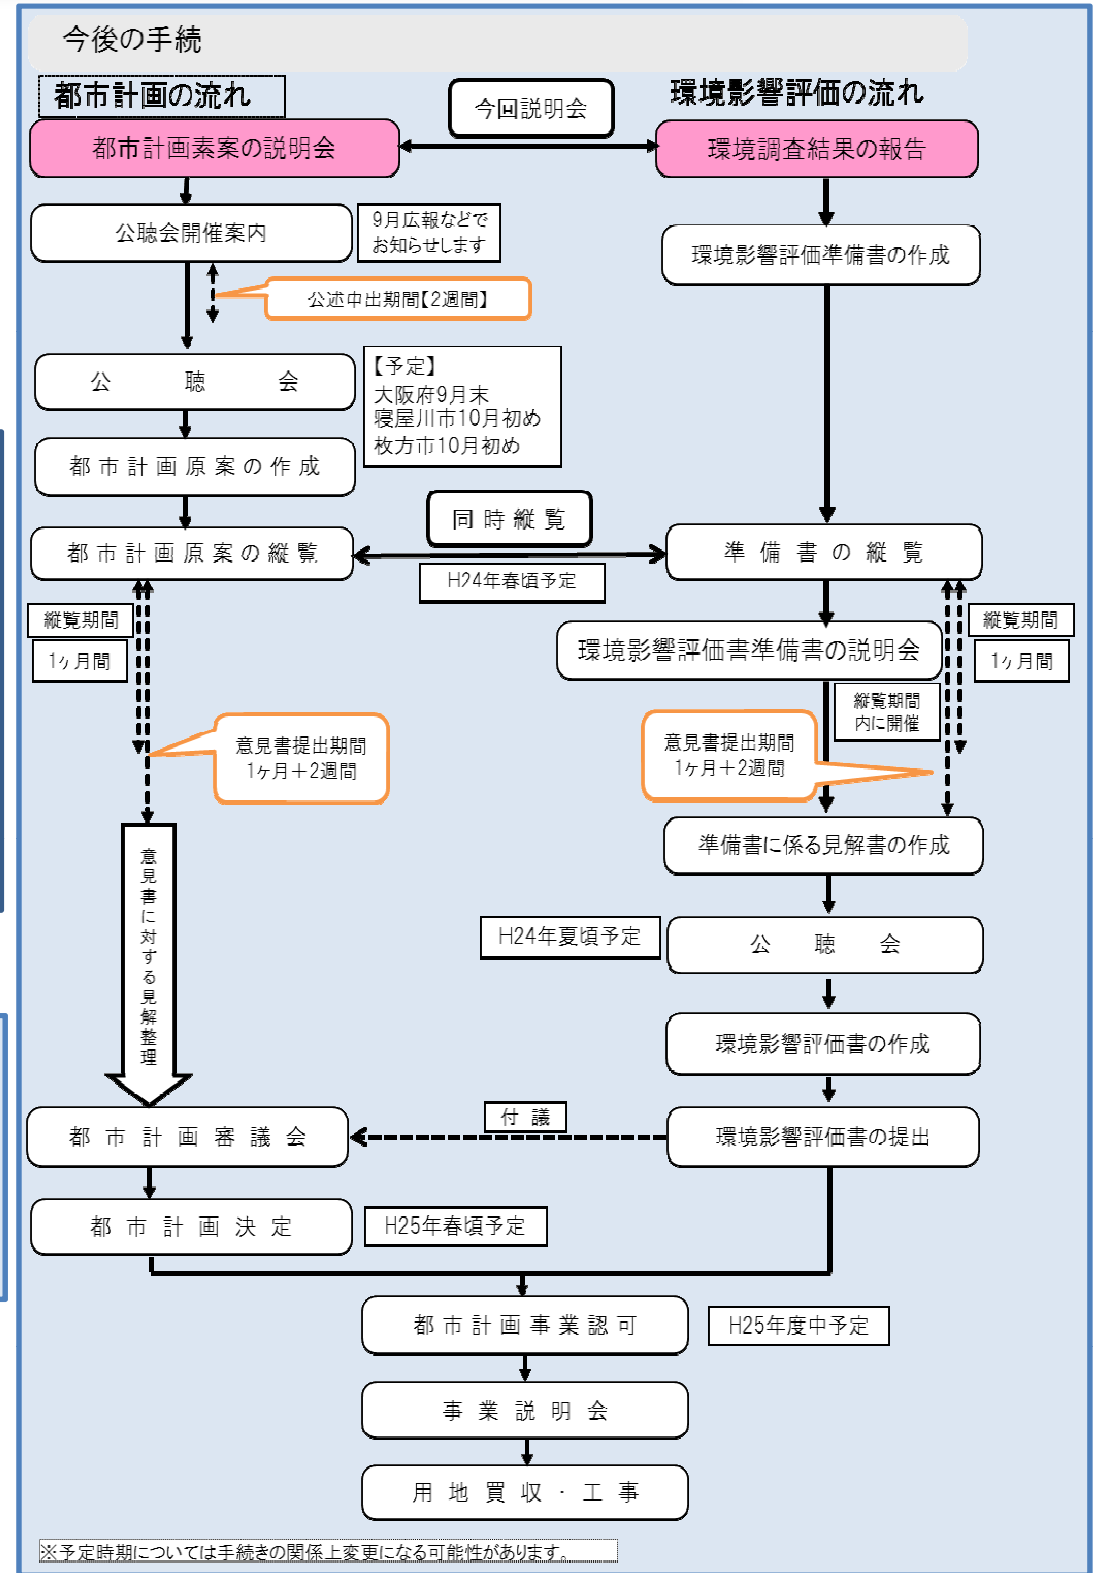 今後の手続
都市計画の流れ
環境影響評価の流れ
今回説明会
都市計画素案の説明会
環境調査結果の報告
公聴会開催案内
9月広報などで
お知らせします
環境影響評価準備書の作成
公述申出期間【2週間】
公聴会
【予定】
大阪府9月末
寝屋川市10月初め
枚方市10月初め
都市計画原案の作成
同時縦覧
都市計画原案の縦覧
準備書の縦覧
H24年春頃予定
縦覧期間
1ヶ月間
縦覧期間
1ヶ月間
環境影響評価書準備書の説明会
縦覧期間
内に開催
意見書提出期間
1ヶ月+2週間
意見書提出期間
1ヶ月+2週間
準備書に係る見解書の作成
意見書に対する見解整理
H24年夏頃予定
公聴会
環境影響評価書の作成
付議
都市計画審議会
環境影響評価書の提出
都市計画決定
H25年春頃予定
都市計画事業認可
H25年度中予定
事業説明会
用地買収・工事
※予定時期については手続きの関係上変更になる可能性があります。